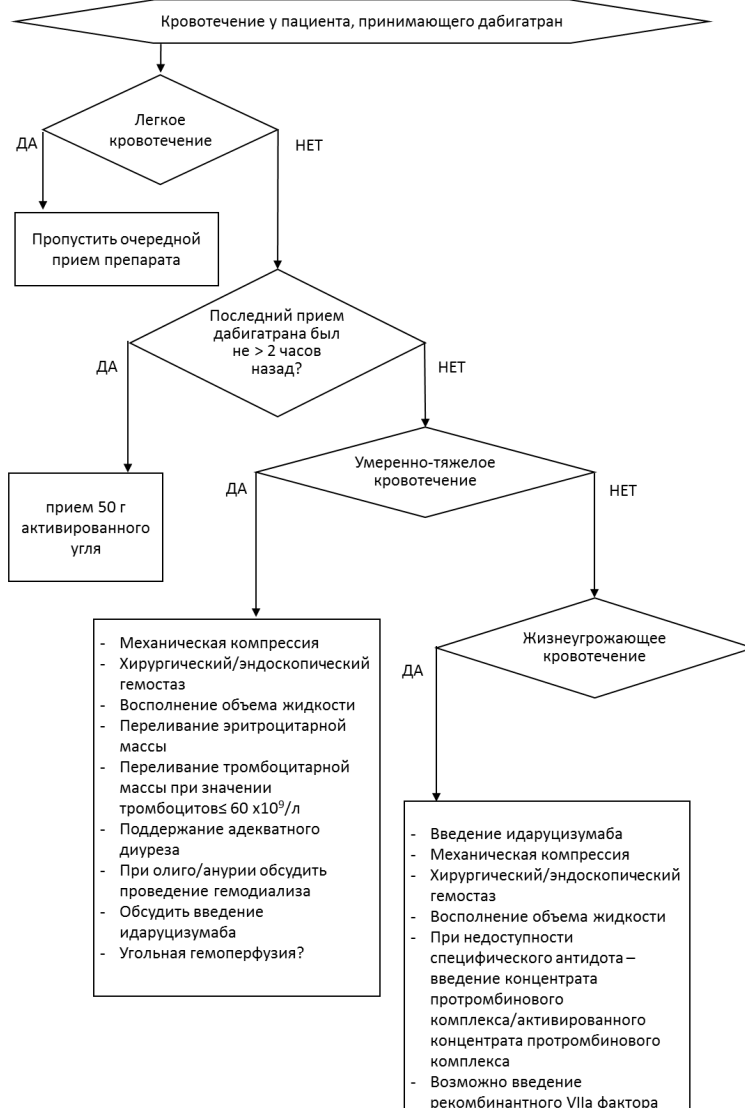 Кровотечение у пациента, принимающего дабигатран
Легкое
кровотечение
ДА
НЕТ
Пропустить очередной
прием препарата
Последний прием
дабигатрана был
не > 2 часов
назад?
ДА
НЕТ
прием 50 г
активированного
угля
Умеренно-тяжелое
кровотечение
ДА
НЕТ
- Механическая компрессия
- Хирургический/эндоскопический
гемостаз
- Восполнение объема жидкости
- Переливание эритроцитарной
массы
- Переливание тромбоцитарной
массы при значении
тромбоцитов≤ 60 х10⁹/л
- Поддержание адекватного
диуреза
- При олиго/анурии обсудить
проведение гемодиализа
- Обсудить введение
идаруцизумаба
- Угольная гемоперфузия?
Жизнеугрожающее
кровотечение
ДА
- Введение идаруцизумаба
- Механическая компрессия
- Хирургический/эндоскопический
гемостаз
- Восполнение объема жидкости
- При недоступности
специфического антидота –
введение концентрата
протромбинового
комплекса/активированного
концентрата протромбинового
комплекса
- Возможно введение
рекомбинантного VIIа фактора